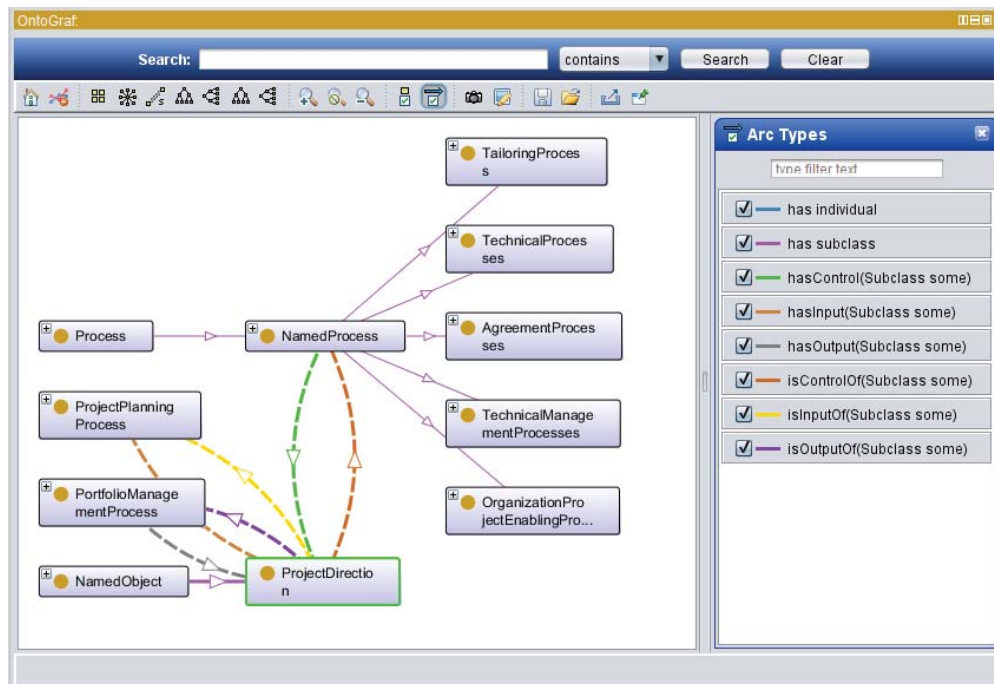 OntoGraf:
Search:
contains
Search
Clear
TailoringProces
s
TechnicalProces
ses
Process
NamedProcess
AgreementProces
ses
ProjectPlanning
Process
TechnicalManage
mentProcesses
PortfolioManage
mentProcess
OrganizationPro
jectEnablingPro...
NamedObject
ProjectDirectio
n
Arc Types
type filter text
has individual
has subclass
hasControl(Subclass some)
hasInput(Subclass some)
hasOutput(Subclass some)
isControlOf(Subclass some)
isInputOf(Subclass some)
isOutputOf(Subclass some)